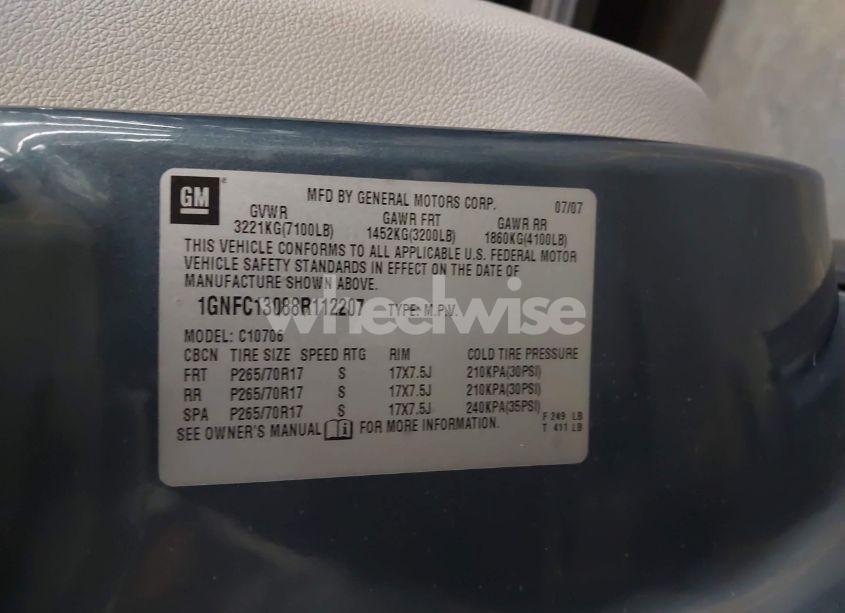 GM
MFD BY GENERAL MOTORS CORP. 07/07
GVWR GAWR FRT GAWR RR
3221KG(7100LB) 1452KG(3200LB) 1860KG(4100LB)
THIS VEHICLE CONFORMS TO ALL APPLICABLE U.S. FEDERAL MOTOR
VEHICLE SAFETY STANDARDS IN EFFECT ON THE DATE OF
MANUFACTURE SHOWN ABOVE.
1GNFC13088R112207 TYPE: M.P.V.
wheelwise
MODEL: C10706
CBCN TIRE SIZE SPEED RTG RIM COLD TIRE PRESSURE
FRT P265/70R17 S 17X7.5J 210KPA(30PSI)
RR P265/70R17 S 17X7.5J 210KPA(30PSI)
SPA P265/70R17 S 17X7.5J 240KPA(35PSI)
F 249 LB
T 411 LB
SEE OWNER'S MANUAL FOR MORE INFORMATION.